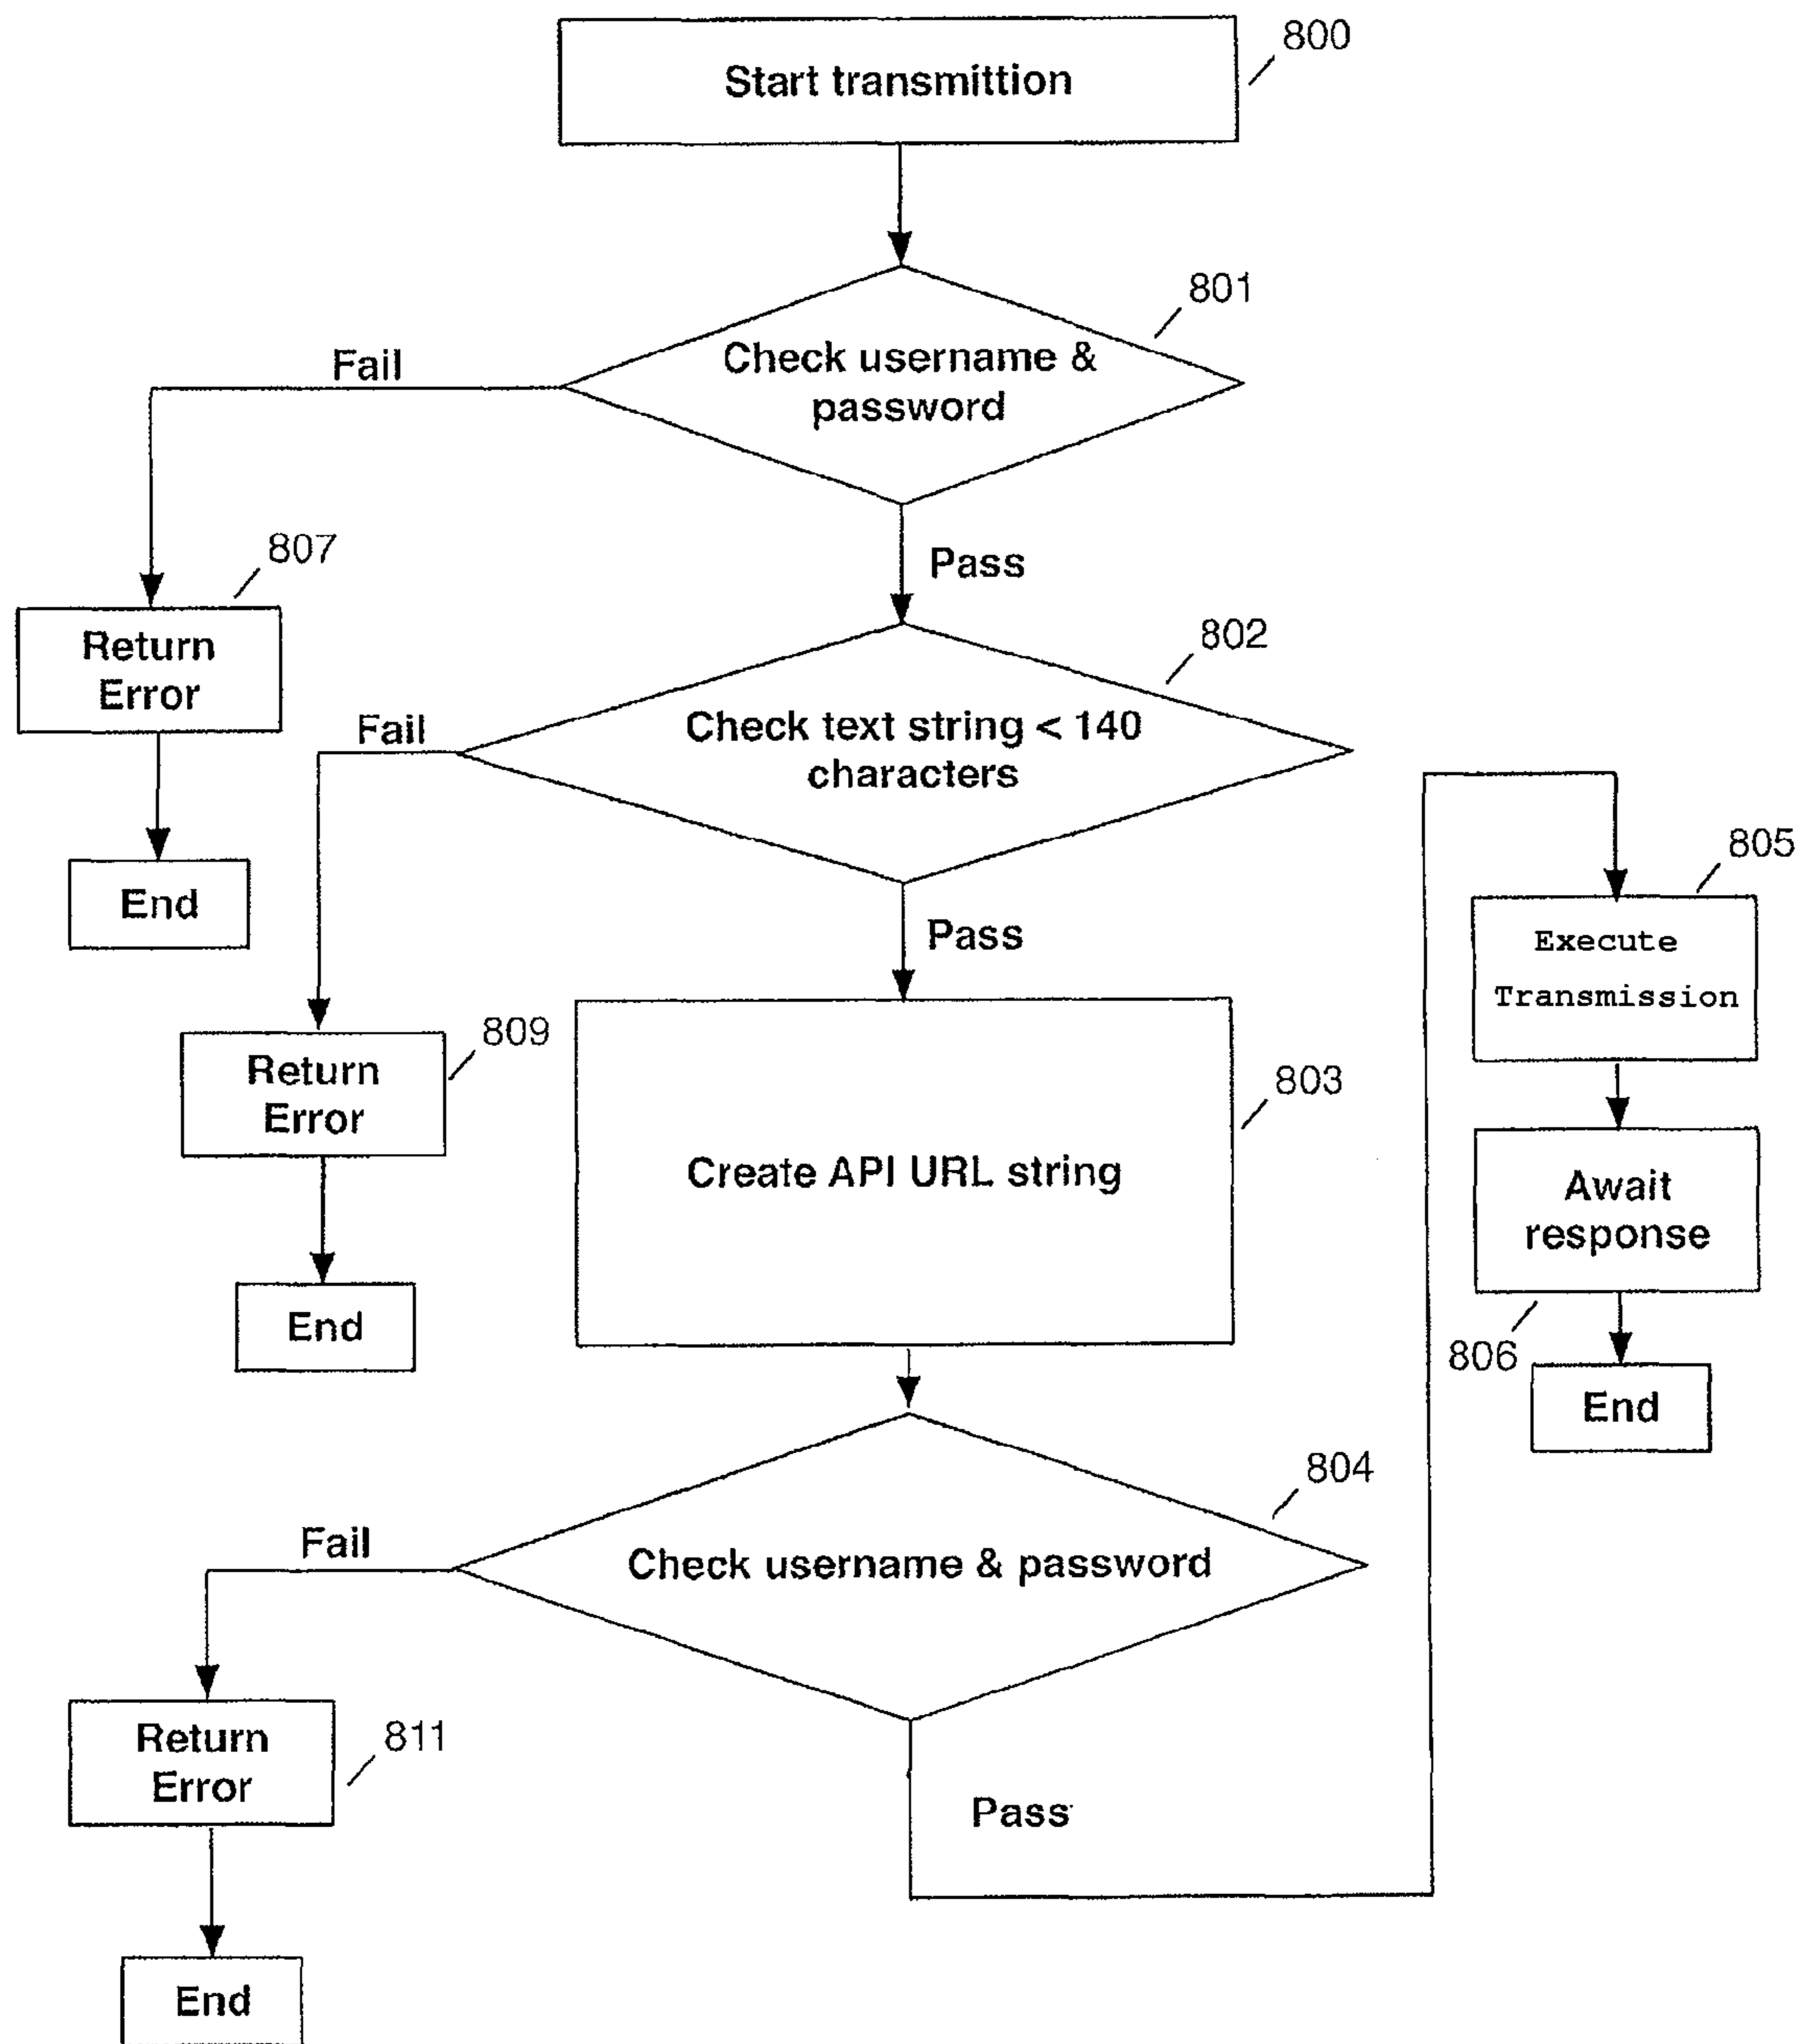 800
Start transmittion
801
Check username &
password
Fail
Pass
807
Return
Error
End
802
Check text string < 140
characters
Fail
Pass
809
Return
Error
End
803
Create API URL string
804
Check username & password
Fail
Pass
811
Return
Error
End
805
Execute
Transmission
Await
response
806
End